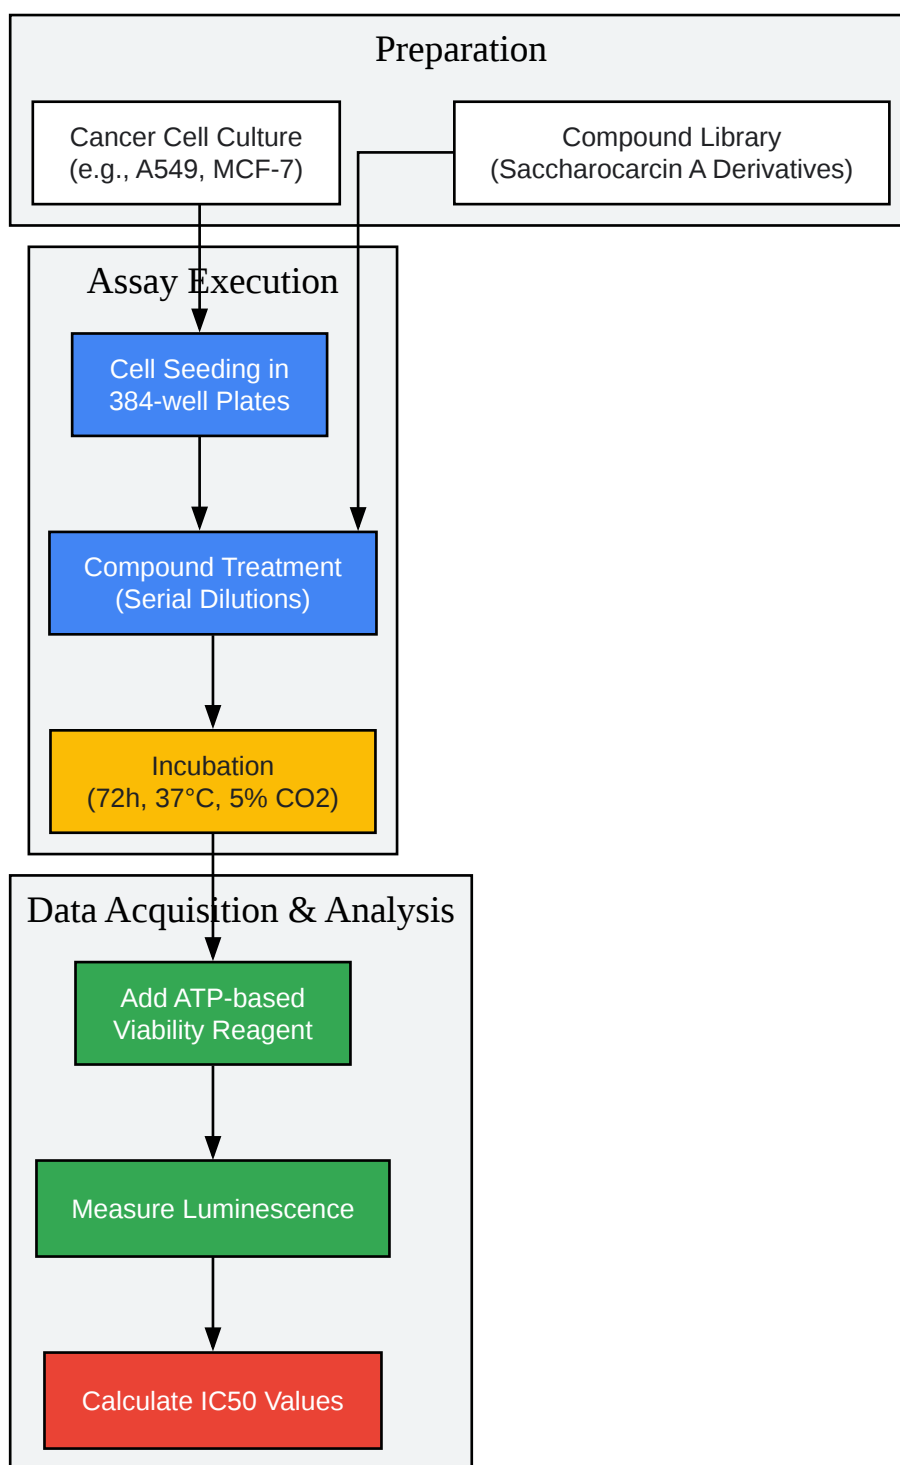 Preparation
Cancer Cell Culture
(e.g., A549, MCF-7)
Compound Library
(Saccharocarcin A Derivatives)
Assay Execution
Cell Seeding in
384-well Plates
Compound Treatment
(Serial Dilutions)
Incubation
(72h, 37°C, 5% CO2)
Data Acquisition & Analysis
Add ATP-based
Viability Reagent
Measure Luminescence
Calculate IC50 Values